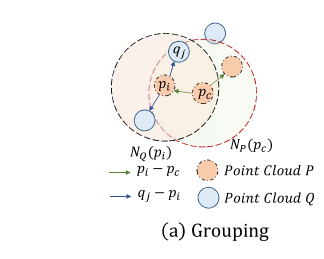 q_j
p_i
p_c
N_Q(p_i)
N_P(p_c)
p_i − p_c
Point Cloud P
q_j − p_i
Point Cloud Q
(a) Grouping